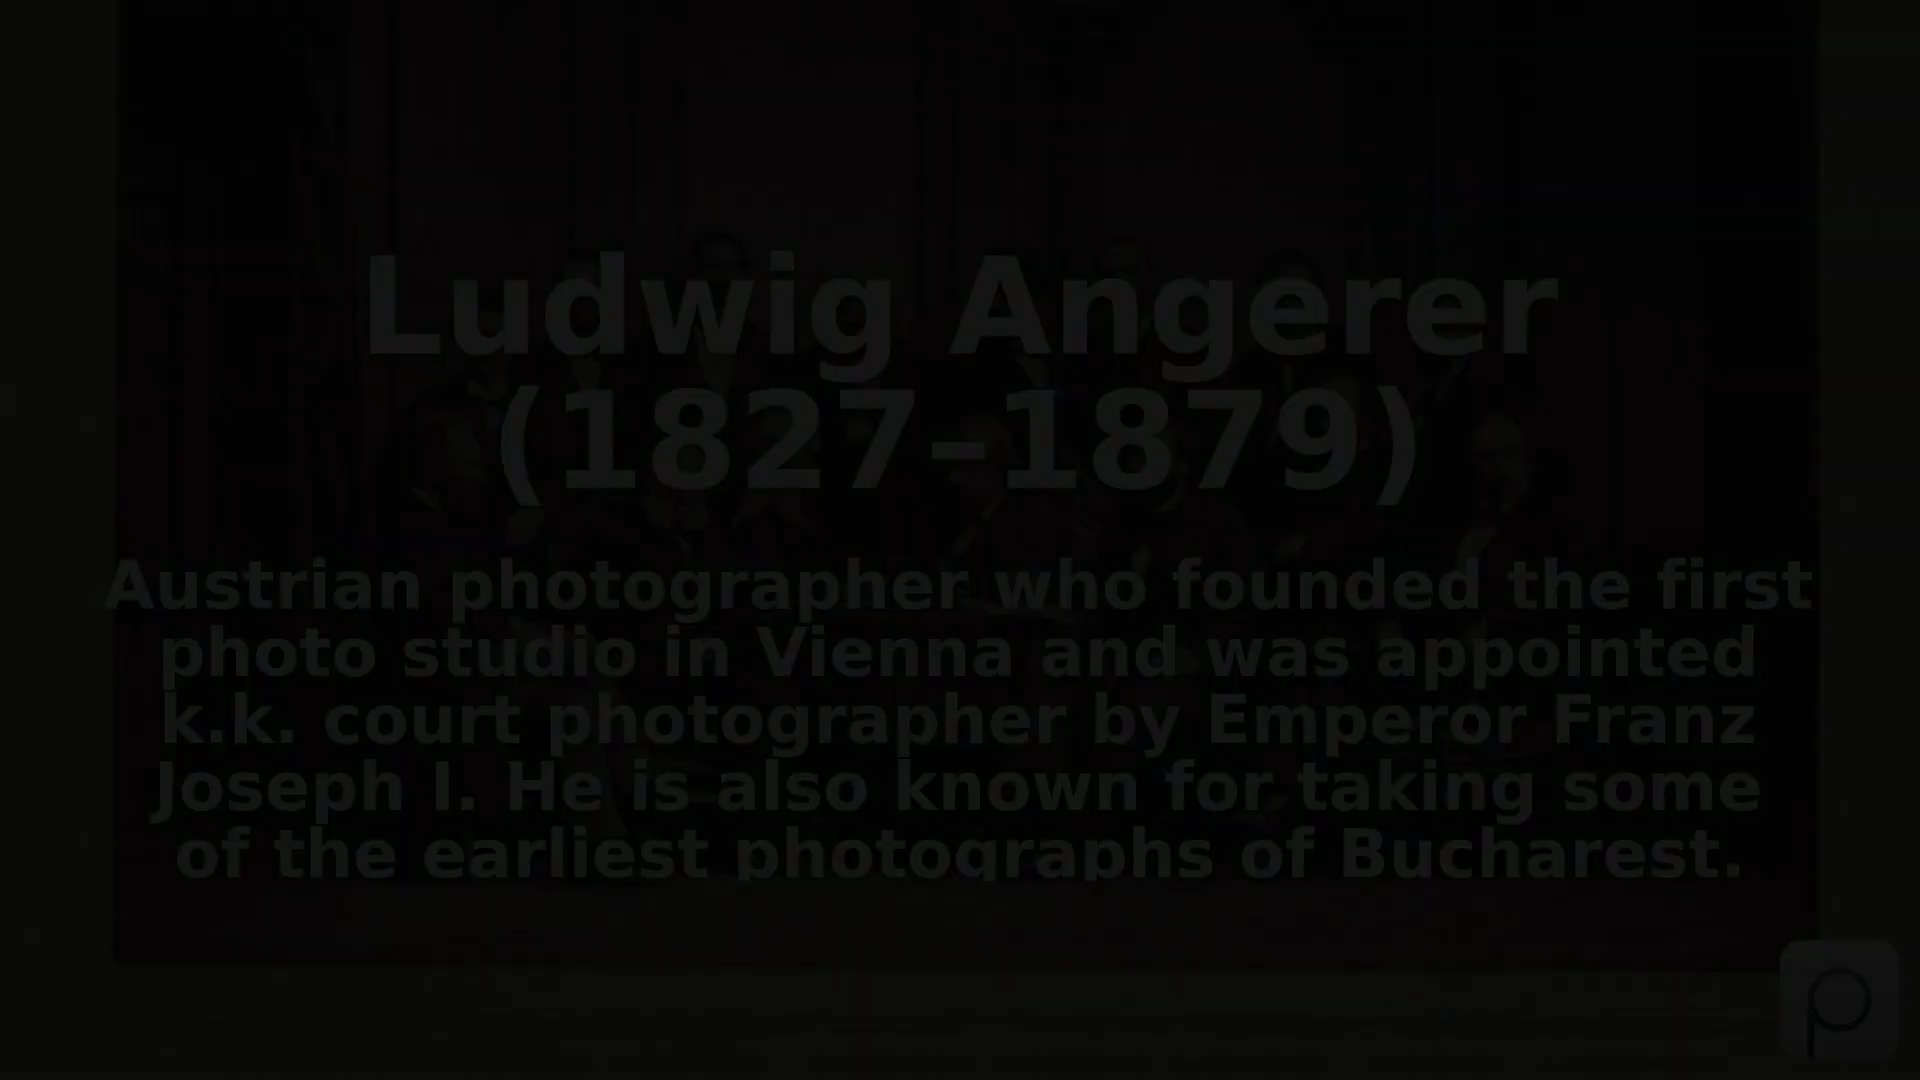 Ludwig Angerer
(1827–1879)
Austrian photographer who founded the first
photo studio in Vienna and was appointed
k.k. court photographer by Emperor Franz
Joseph I. He is also known for taking some
of the earliest photographs of Bucharest.